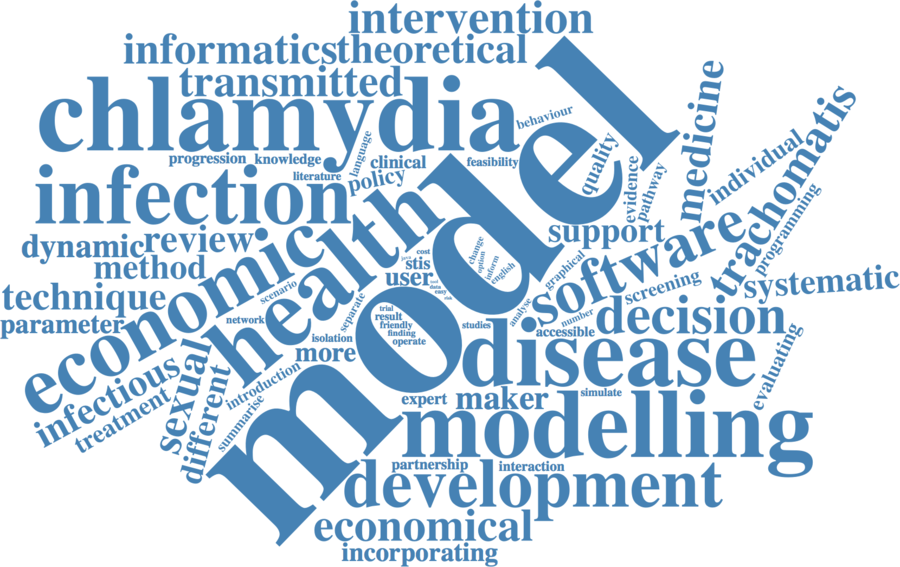 intervention
informatics
theoretical
transmitted
chlamydia
behaviour
language
progression
knowledge
clinical
feasibility
literature
policy
infection
model
quality
evidence
pathway
medicine
individual
trachomatis
programming
support
software
screening
systematic
dynamic
review
method
technique
parameter
economic
health
scenario
network
separate
isolation
cost
java
stis
user
data
easy
risk
change
option
inform
english
graphical
analyse
number
accessible
decision
trial
result
friendly
finding
operate
studies
more
disease
evaluating
infectious
treatment
sexual
different
introduction
summarise
expert
maker
simulate
modelling
partnership
interaction
development
economical
incorporating